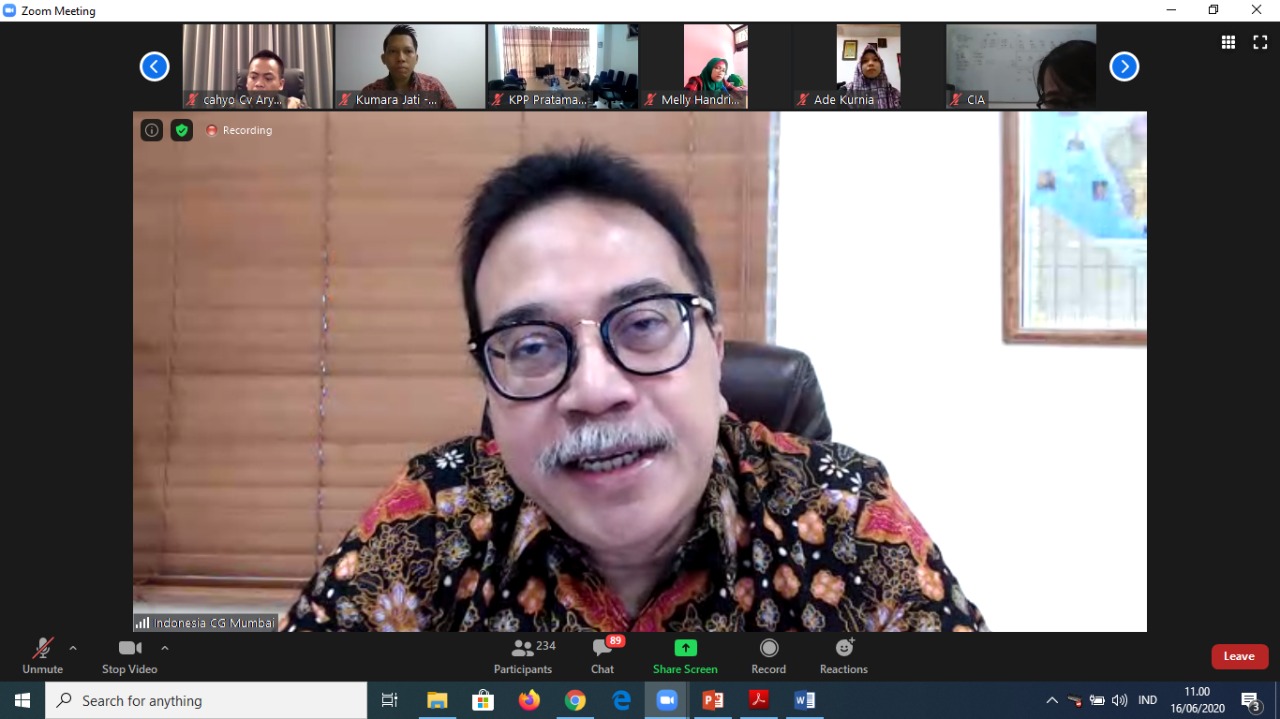 Zoom Meeting
cahyo Cv Ary...
Kumara Jati -...
KPP Pratama...
Melly Handri...
Ade Kurnia
CIA
Recording
Indonesia CG Mumbai
Unmute
Stop Video
234
Participants
89
Chat
Share Screen
Record
Reactions
Leave
Search for anything
IND
11.00
16/06/2020
3